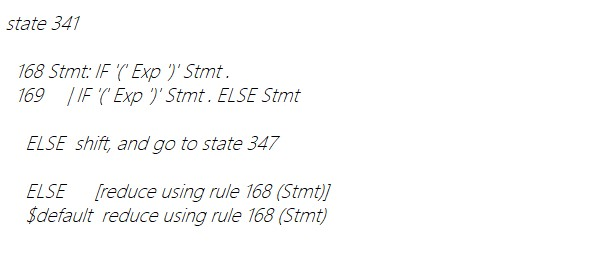 state 341
168 Stmt: IF '(' Exp ')' Stmt .
169 | IF '(' Exp ')' Stmt . ELSE Stmt
ELSE shift, and go to state 347
ELSE [reduce using rule 168 (Stmt)]
$default reduce using rule 168 (Stmt)